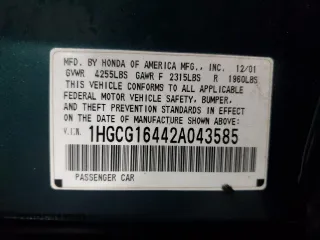 MFD. BY HONDA OF AMERICA MFG., INC. 12/01
GVWR 4255LBS GAWR F 2315LBS R 1960LBS
THIS VEHICLE CONFORMS TO ALL APPLICABLE
FEDERAL MOTOR VEHICLE SAFETY, BUMPER,
AND THEFT PREVENTION STANDARDS IN
EFFECT ON THE DATE OF MANUFACTURE SHOWN ABOVE.
V.I.N. 1HGCG16442A043585
PASSENGER CAR